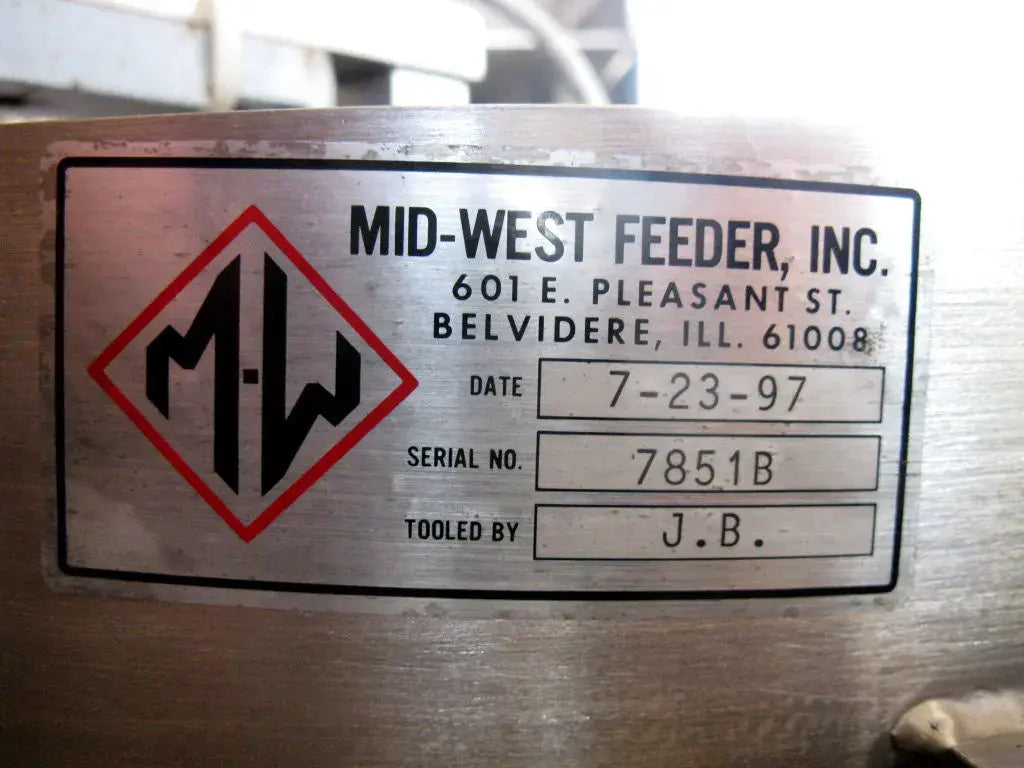 M-W
MID-WEST FEEDER, INC.
601 E. PLEASANT ST.
BELVIDERE, ILL. 61008
DATE 7-23-97
SERIAL NO. 7851B
TOOLED BY J.B.